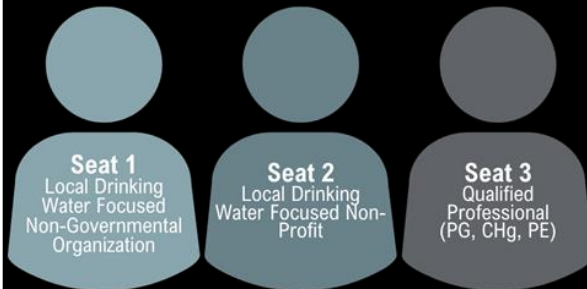 Seat 1
Local Drinking
Water Focused
Non-Governmental
Organization
Seat 2
Local Drinking
Water Focused Non-
Profit
Seat 3
Qualified
Professional
(PG, CHg, PE)